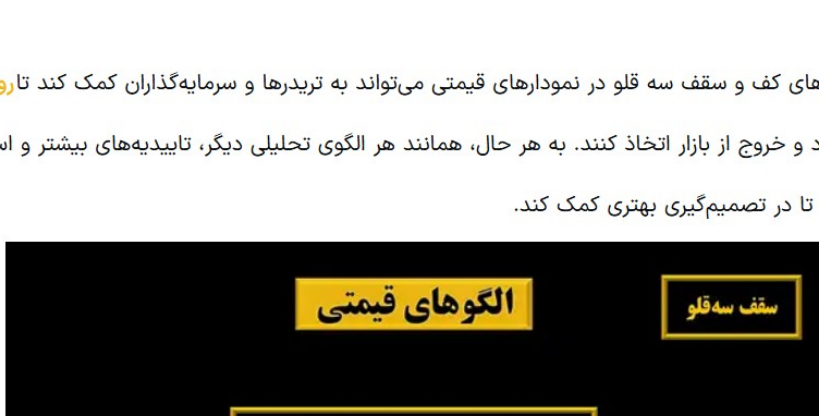 های کف و سقف سه قلو در نمودارهای قیمتی می‌تواند به تریدرها و سرمایه‌گذاران کمک کند تا
و خروج از بازار اتخاذ کنند. به هر حال، همانند هر الگوی تحلیلی دیگر، تاییدیه‌های بیشتر و
تا در تصمیم‌گیری بهتری کمک کند.
سقف سه‌قلو
الگوهای قیمتی